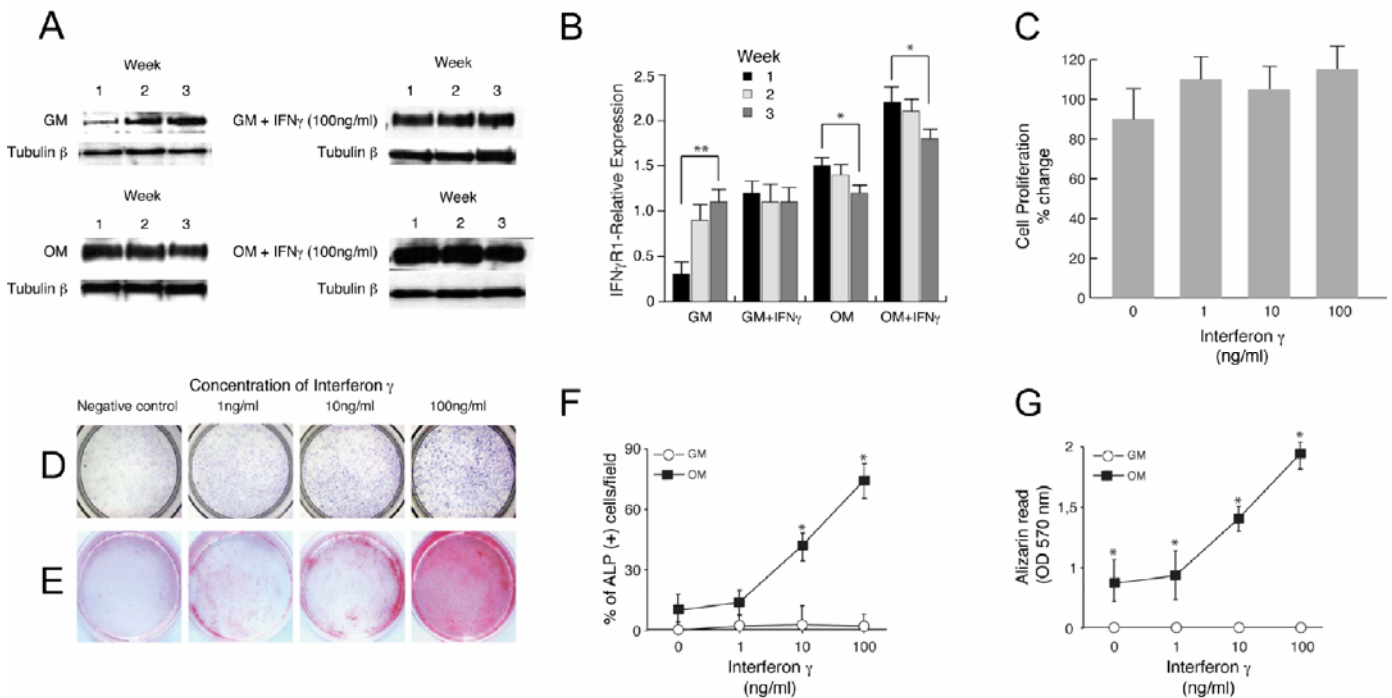 A
Week
1 2 3
GM
Tubulin β
Week
1 2 3
GM + IFNγ (100ng/ml)
Tubulin β
Week
1 2 3
OM
Tubulin β
Week
1 2 3
OM + IFNγ (100ng/ml)
Tubulin β
B
IFNγR1-Relative Expression
2.5
2.0
1.5
1.0
0.5
0
Week
1
2
3
**
*
*
GM GM+IFNγ OM OM+IFNγ
C
Cell Proliferation
% change
120
100
80
60
40
20
0
0 1 10 100
Interferon γ
(ng/ml)
Concentration of Interferon γ
Negative control 1ng/ml 10ng/ml 100ng/ml
D
E
F
% of ALP (+) cells/field
90
60
30
0
GM
OM
*
*
0 1 10 100
Interferon γ
(ng/ml)
G
Alizarin read
(OD 570 nm)
2
1,5
1
0
GM
OM
*
*
*
*
0 1 10 100
Interferon γ
(ng/ml)